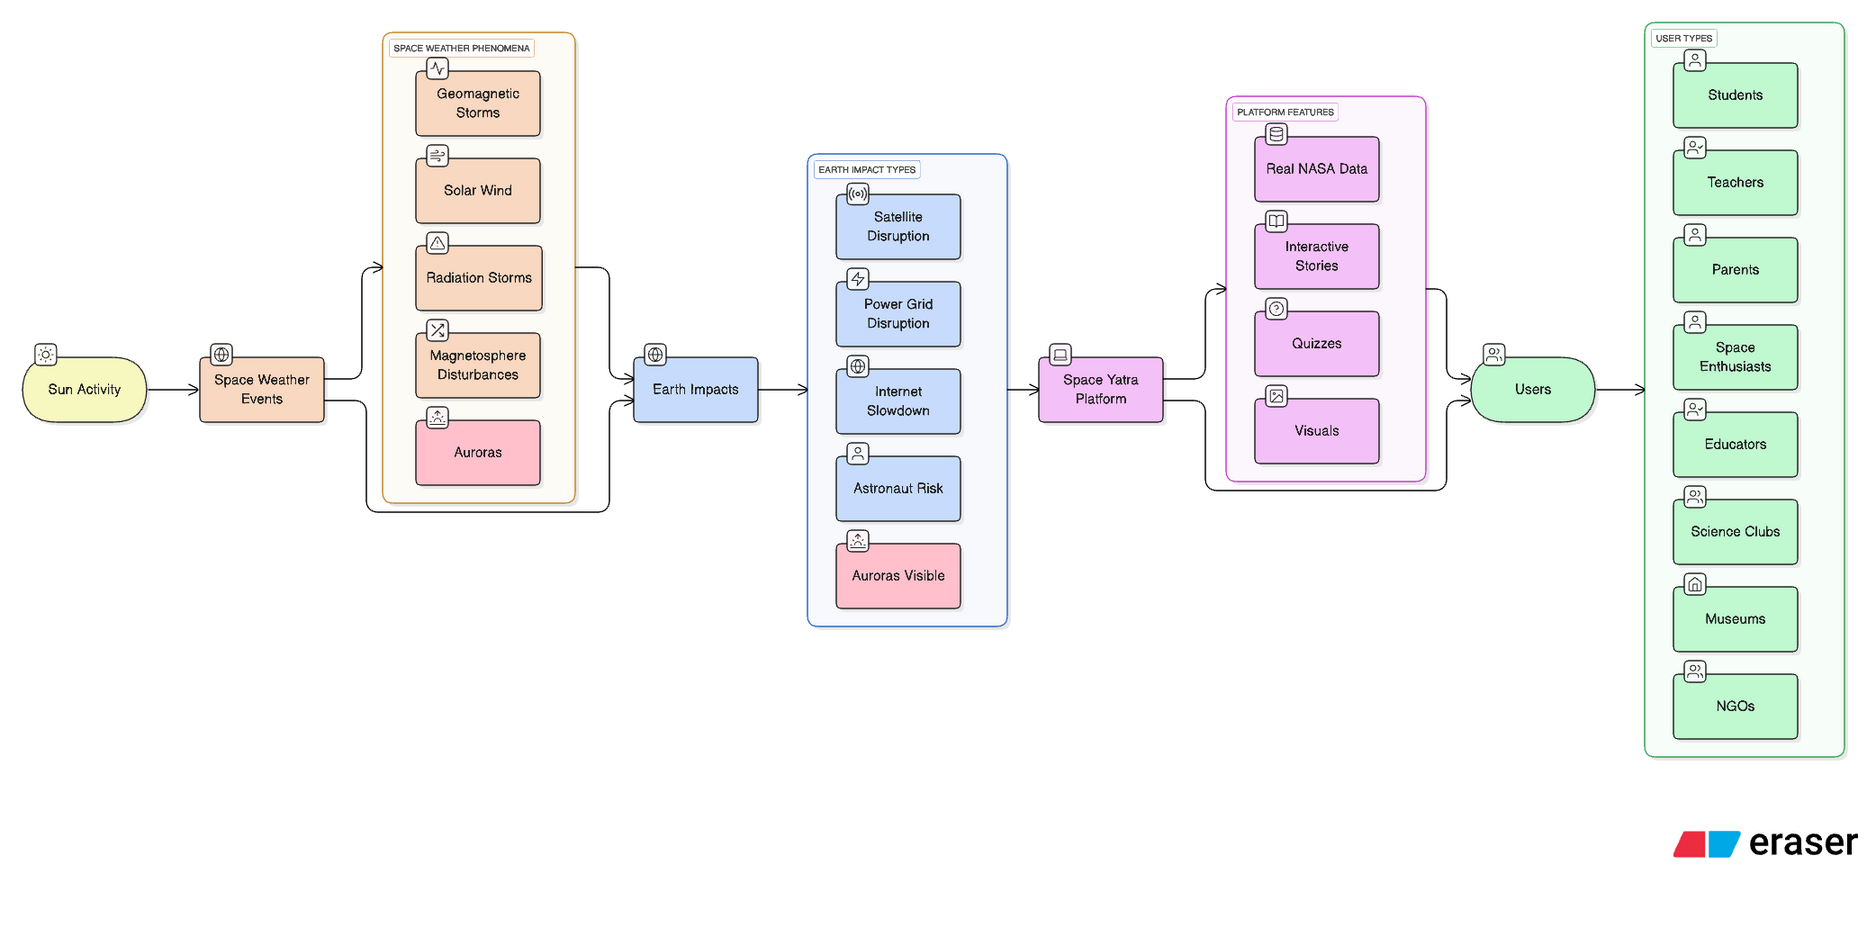 Sun Activity
Space Weather
Events
SPACE WEATHER PHENOMENA
Geomagnetic
Storms
Solar Wind
Radiation Storms
Magnetosphere
Disturbances
Auroras
Earth Impacts
EARTH IMPACT TYPES
Satellite
Disruption
Power Grid
Disruption
Internet
Slowdown
Astronaut Risk
Auroras Visible
Space Yatra
Platform
PLATFORM FEATURES
Real NASA Data
Interactive
Stories
Quizzes
Visuals
Users
USER TYPES
Students
Teachers
Parents
Space
Enthusiasts
Educators
Science Clubs
Museums
NGOs
eraser